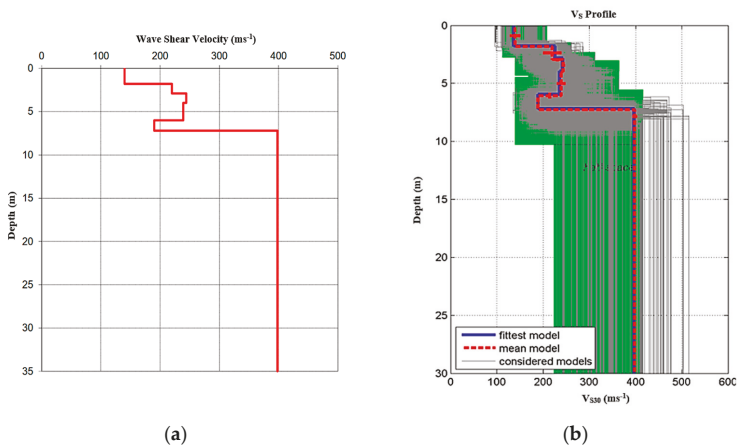 Wave Shear Velocity (ms-1)
0 100 200 300 400 500
0
5
10
15
20
25
30
35
Depth (m)
(a)
VS Profile
0
5
10
15
20
25
30
Depth (m)
fittest model
mean model
considered models
0 100 200 300 400 500 600
VS30 (ms-1)
(b)